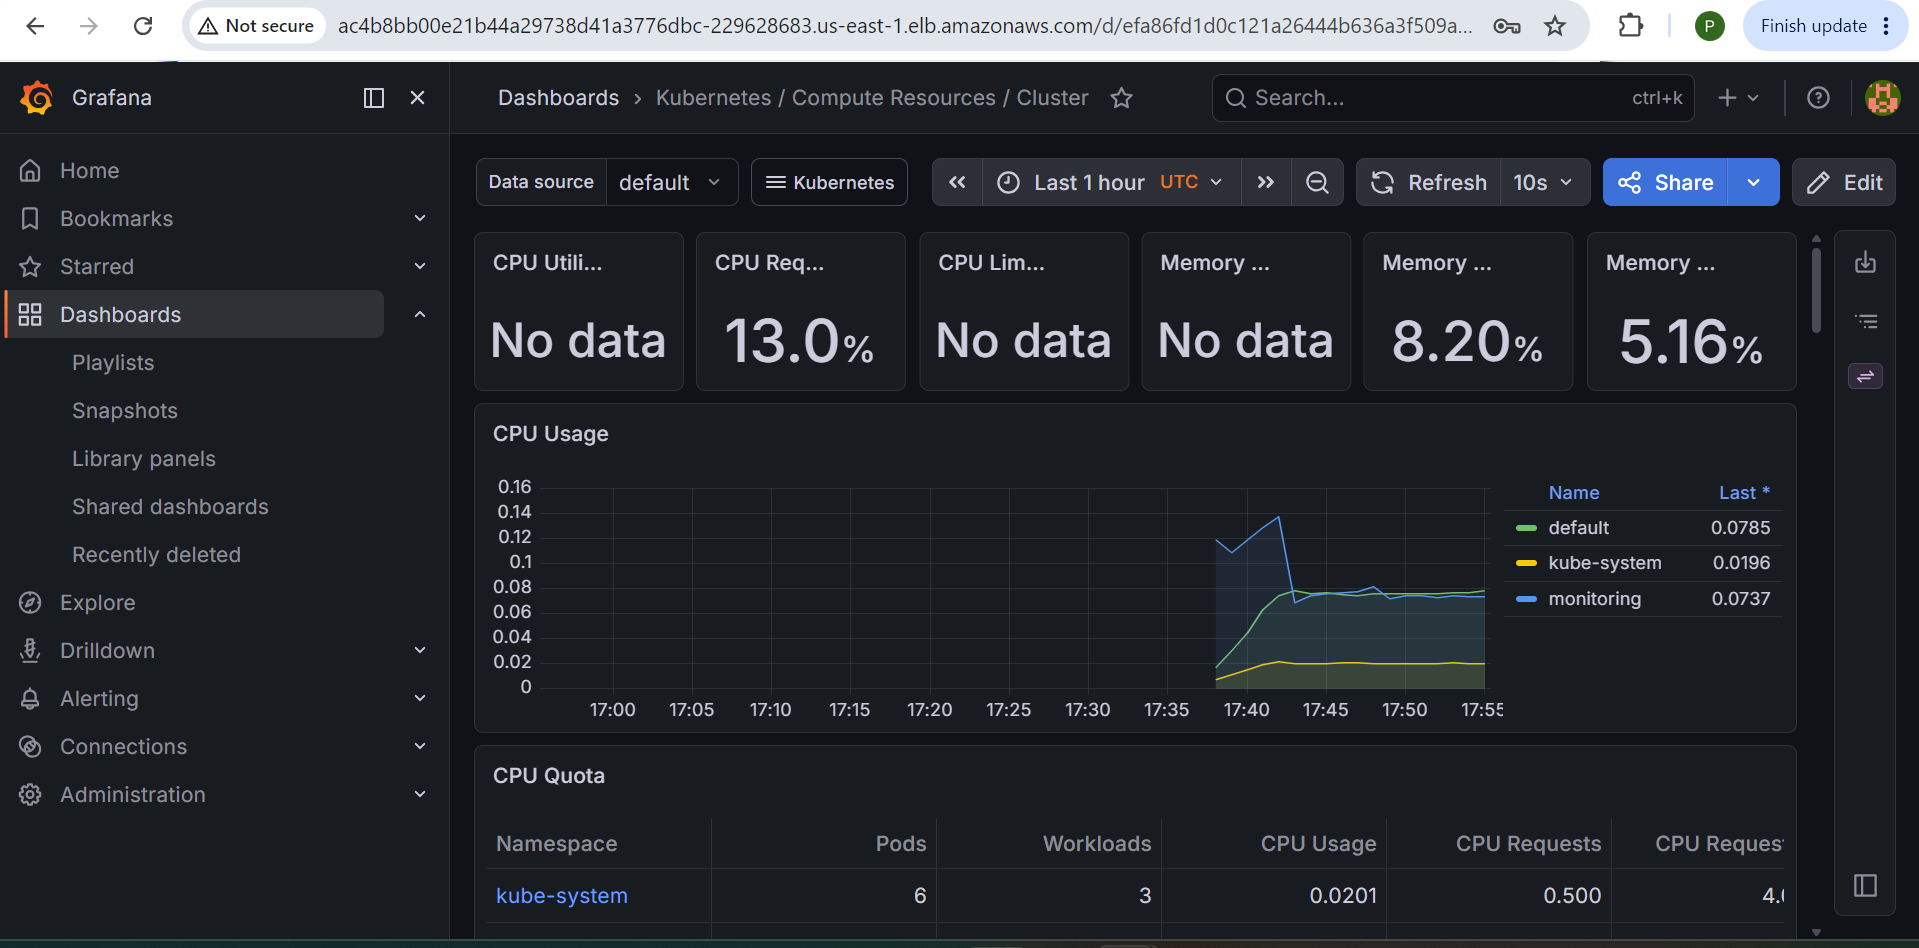 Not secure
ac4b8bb00e21b44a29738d41a3776dbc-229628683.us-east-1.elb.amazonaws.com/d/efa86fd1d0c121a26444b636a3f509a...
P
Finish update
Grafana
Dashboards > Kubernetes / Compute Resources / Cluster
Search...
ctrl+k
Home
Bookmarks
Starred
Dashboards
Playlists
Snapshots
Library panels
Shared dashboards
Recently deleted
Explore
Drilldown
Alerting
Connections
Administration
Data source default
Kubernetes
Last 1 hour UTC
Refresh 10s
Share
Edit
CPU Utili...
No data
CPU Req...
13.0%
CPU Lim...
No data
Memory ...
No data
Memory ...
8.20%
Memory ...
5.16%
CPU Usage
0.16
0.14
0.12
0.1
0.08
0.06
0.04
0.02
0
17:00 17:05 17:10 17:15 17:20 17:25 17:30 17:35 17:40 17:45 17:50 17:55
Name Last *
default 0.0785
kube-system 0.0196
monitoring 0.0737
CPU Quota
Namespace Pods Workloads CPU Usage CPU Requests CPU Reques
kube-system 6 3 0.0201 0.500 4.